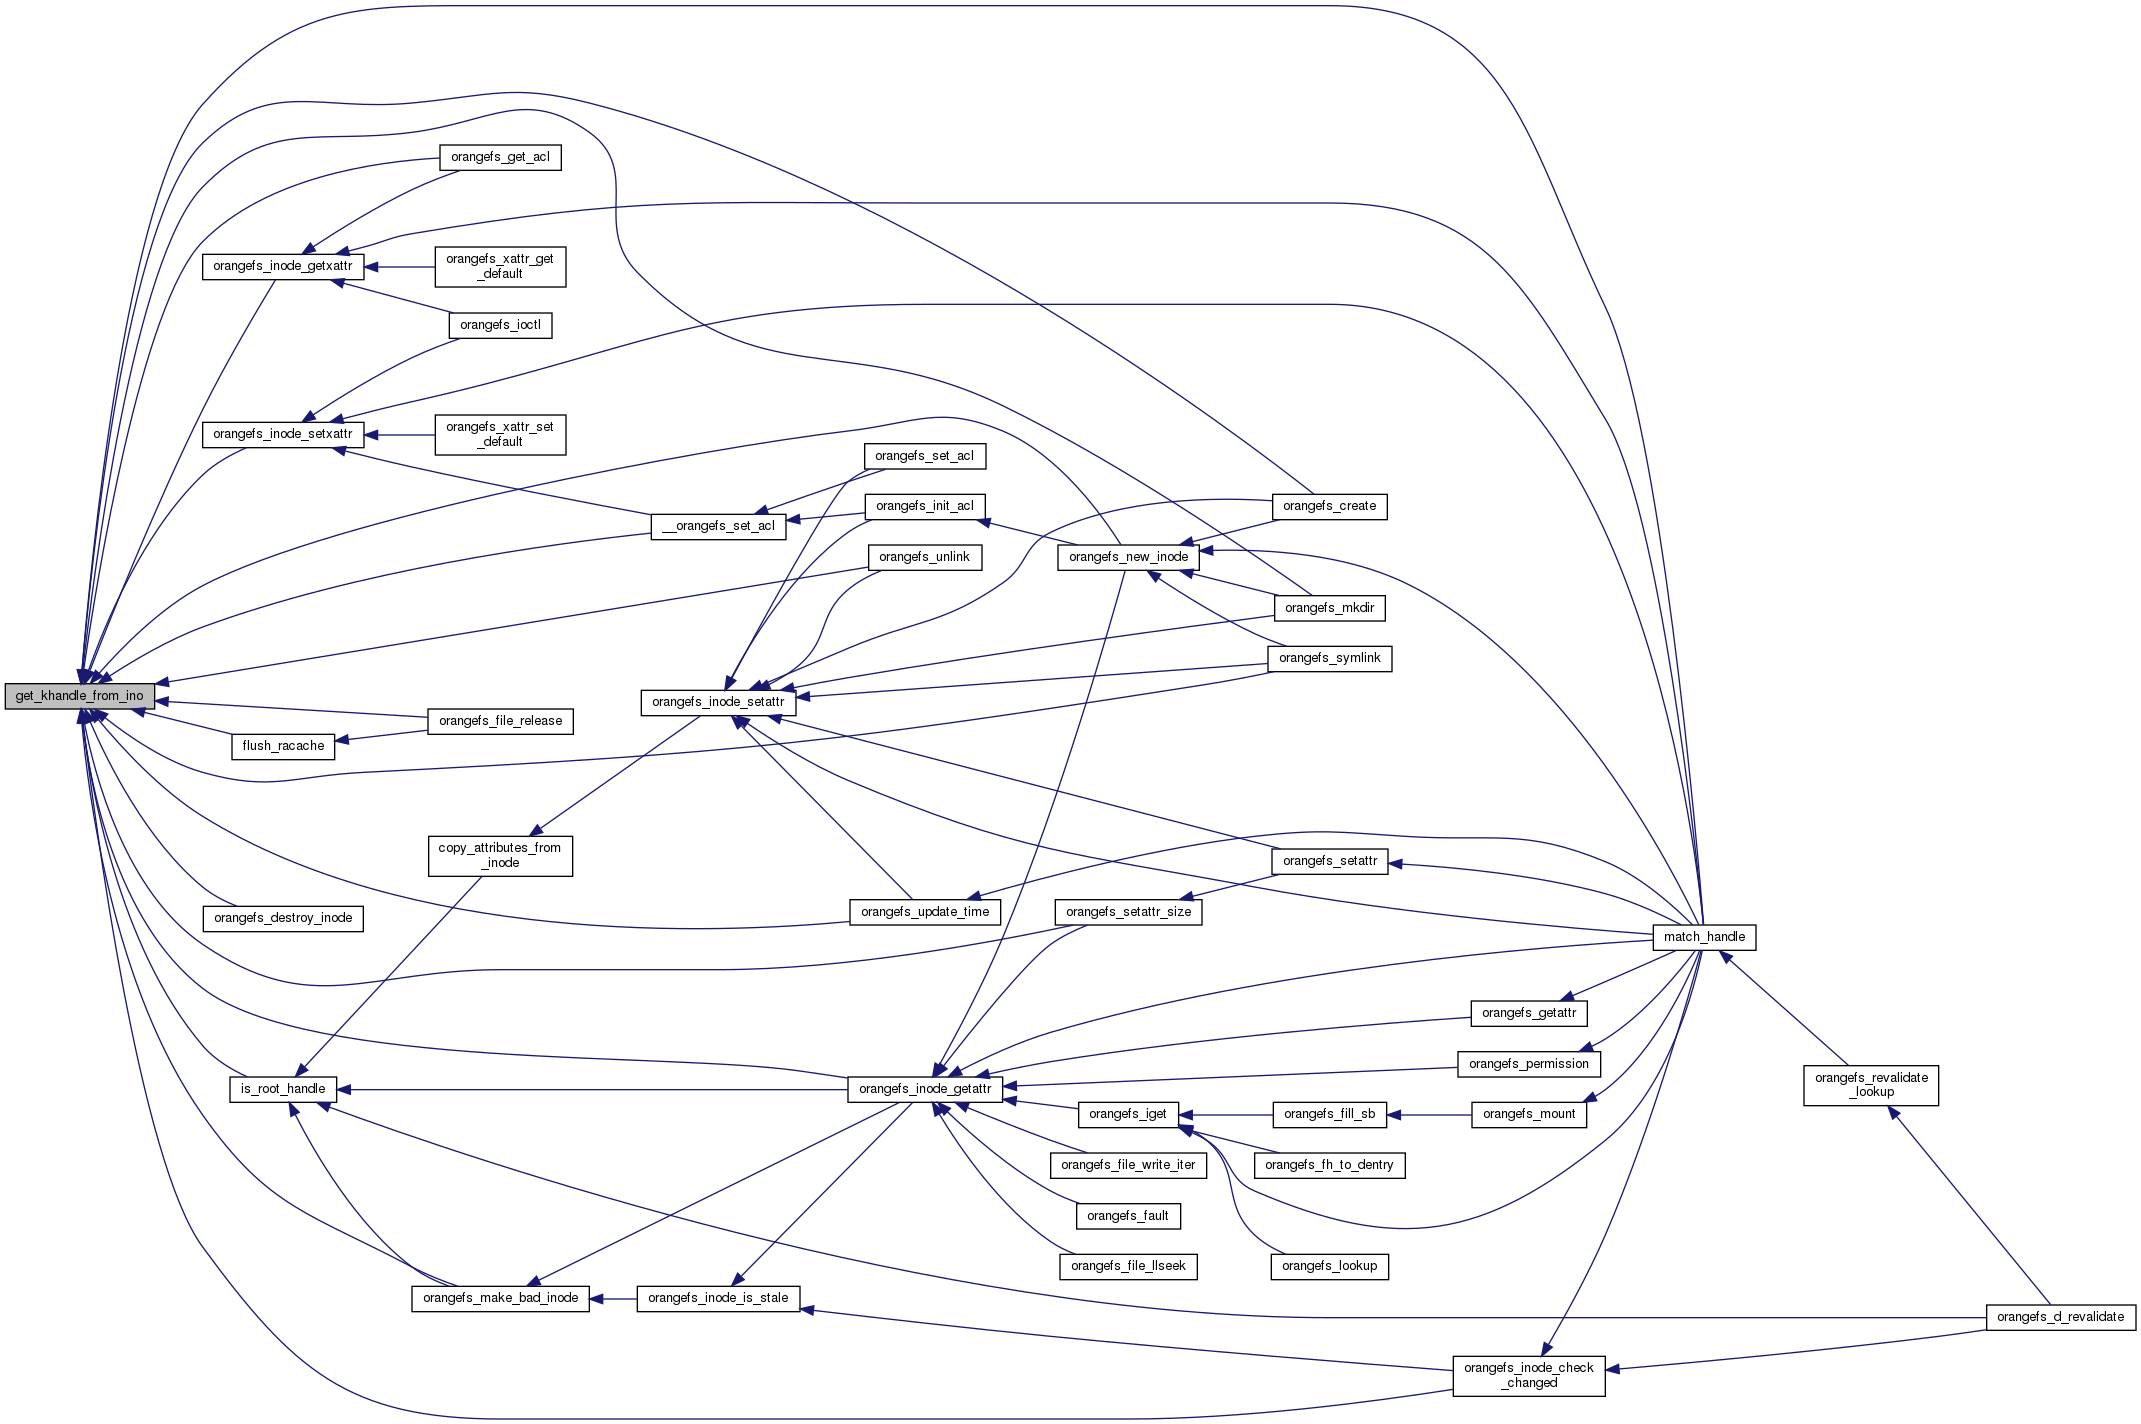 get_khandle_from_ino
orangefs_inode_getxattr
orangefs_inode_setxattr
flush_racache
orangefs_destroy_inode
is_root_handle
orangefs_get_acl
orangefs_xattr_get
_default
orangefs_ioctl
orangefs_xattr_set
_default
orangefs_file_release
copy_attributes_from
_inode
orangefs_make_bad_inode
__orangefs_set_acl
orangefs_inode_setattr
orangefs_inode_is_stale
orangefs_set_acl
orangefs_init_acl
orangefs_unlink
orangefs_update_time
orangefs_inode_getattr
orangefs_new_inode
orangefs_setattr_size
orangefs_iget
orangefs_file_write_iter
orangefs_fault
orangefs_file_llseek
orangefs_create
orangefs_mkdir
orangefs_symlink
orangefs_setattr
orangefs_fill_sb
orangefs_fh_to_dentry
orangefs_lookup
orangefs_getattr
orangefs_permission
orangefs_mount
orangefs_inode_check
_changed
match_handle
orangefs_revalidate
_lookup
orangefs_d_revalidate